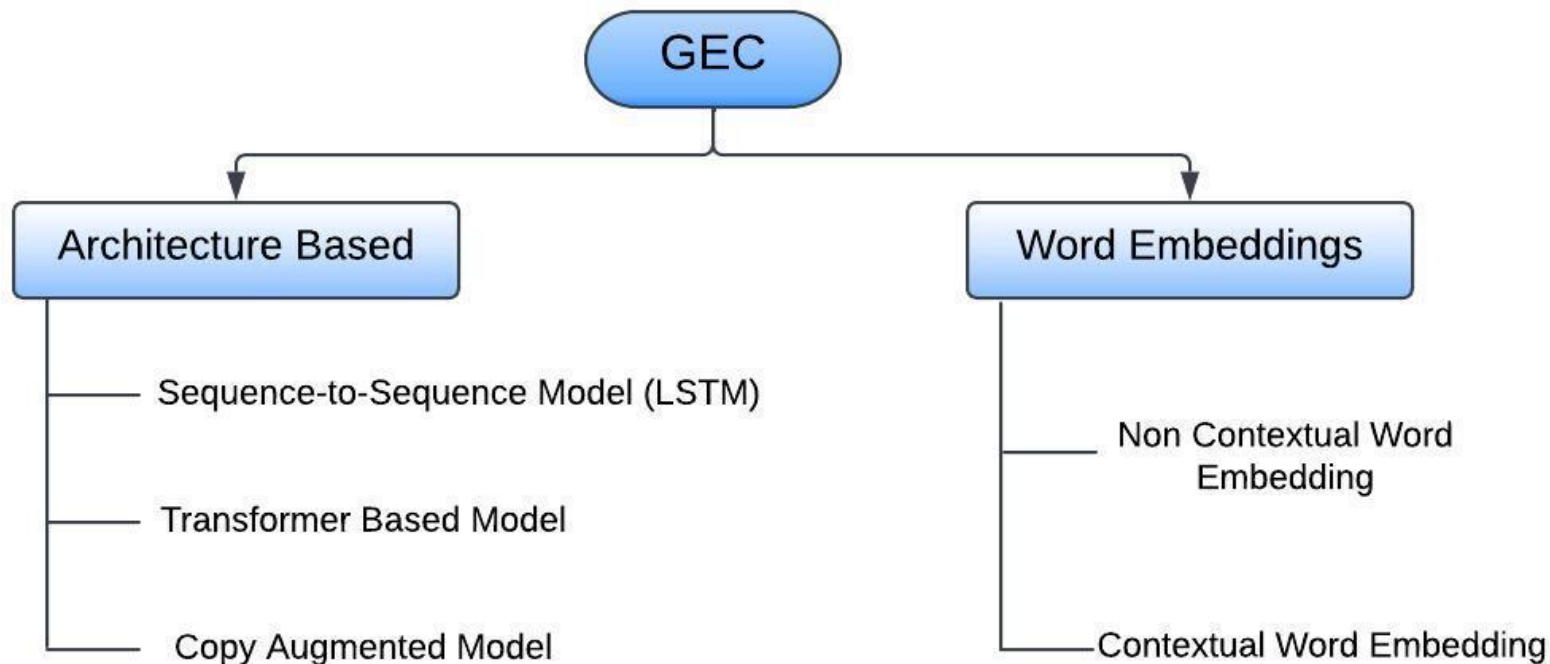 GEC
Architecture Based
Word Embeddings
Sequence-to-Sequence Model (LSTM)
Transformer Based Model
Copy Augmented Model
Non Contextual Word
Embedding
Contextual Word Embedding